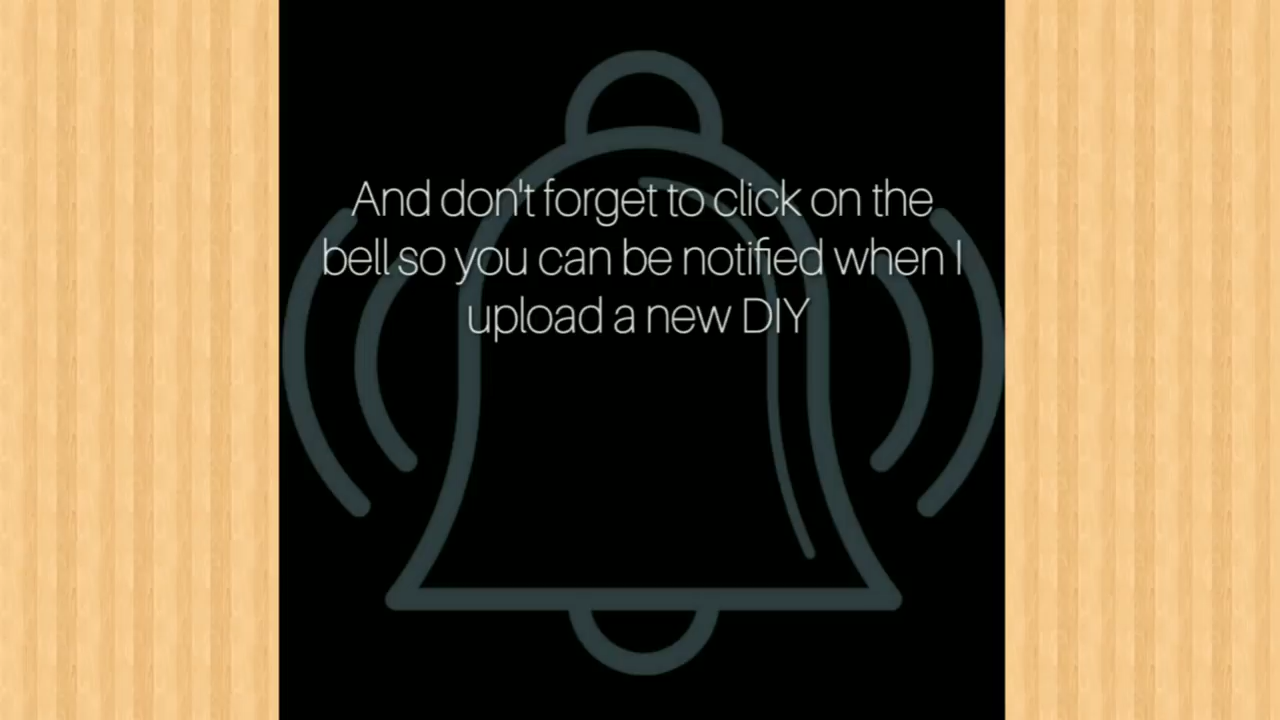 And don't forget to click on the
bell so you can be notified when I
upload a new DIY